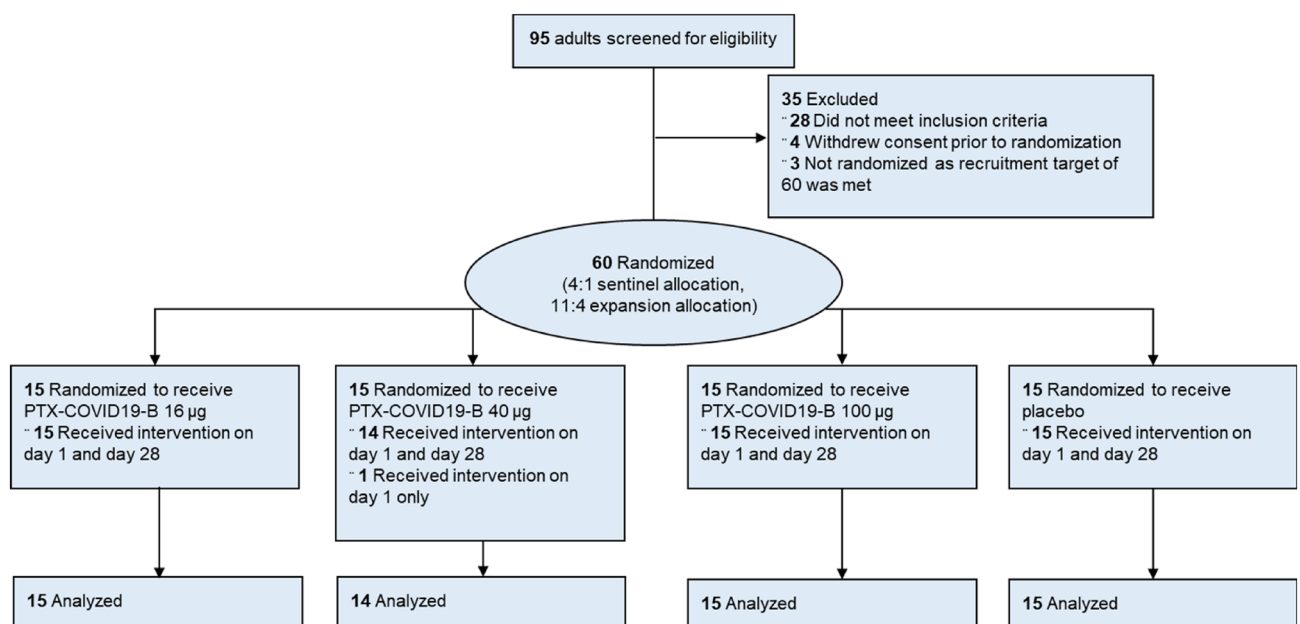 95 adults screened for eligibility
35 Excluded
¨ 28 Did not meet inclusion criteria
¨ 4 Withdrew consent prior to randomization
¨ 3 Not randomized as recruitment target of
60 was met
60 Randomized
(4:1 sentinel allocation,
11:4 expansion allocation)
15 Randomized to receive
PTX-COVID19-B 16 µg
¨ 15 Received intervention on
day 1 and day 28
15 Randomized to receive
PTX-COVID19-B 40 µg
¨ 14 Received intervention on
day 1 and day 28
¨ 1 Received intervention on
day 1 only
15 Randomized to receive
PTX-COVID19-B 100 µg
¨ 15 Received intervention on
day 1 and day 28
15 Randomized to receive
placebo
¨ 15 Received intervention on
day 1 and day 28
15 Analyzed
14 Analyzed
15 Analyzed
15 Analyzed